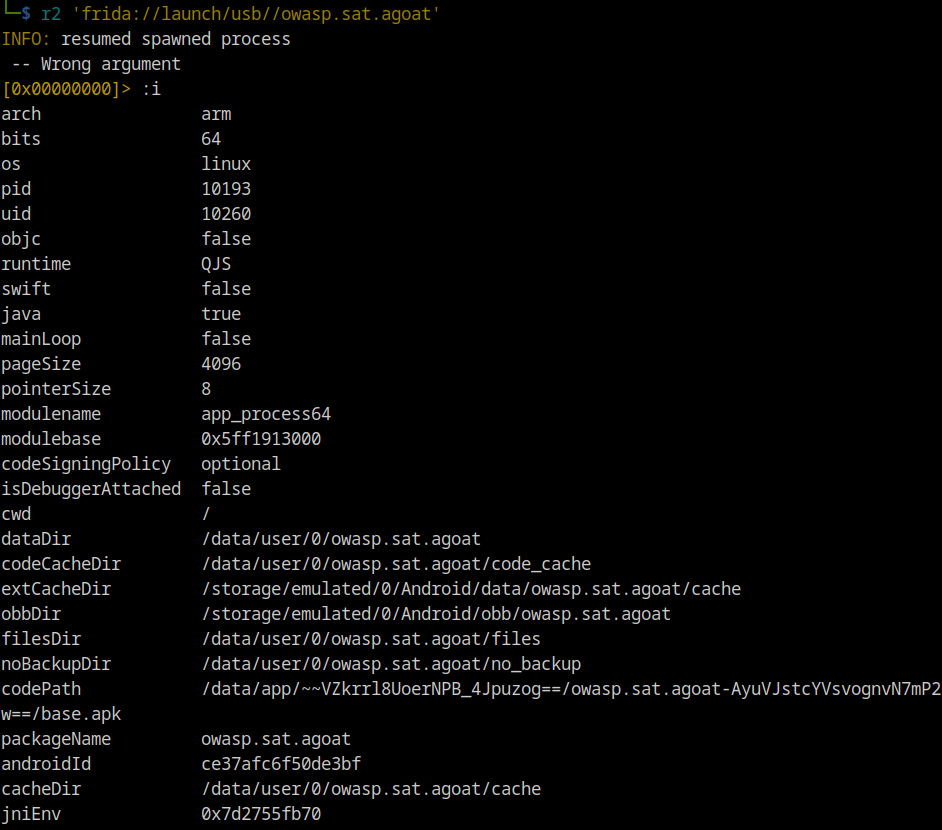 └─$ r2 'frida://launch/usb//owasp.sat.agoat'
INFO: resumed spawned process
 -- Wrong argument
[0x00000000]> :i
arch                arm
bits                64
os                  linux
pid                 10193
uid                 10260
objc                false
runtime             QJS
swift               false
java                true
mainLoop            false
pageSize            4096
pointerSize         8
modulename          app_process64
modulebase          0x5ff1913000
codeSigningPolicy   optional
isDebuggerAttached  false
cwd                 /
dataDir             /data/user/0/owasp.sat.agoat
codeCacheDir        /data/user/0/owasp.sat.agoat/code_cache
extCacheDir         /storage/emulated/0/Android/data/owasp.sat.agoat/cache
obbDir              /storage/emulated/0/Android/obb/owasp.sat.agoat
filesDir            /data/user/0/owasp.sat.agoat/files
noBackupDir         /data/user/0/owasp.sat.agoat/no_backup
codePath            /data/app/~~VZkrrl8UoerNPB_4Jpuzog==/owasp.sat.agoat-AyuVJstcYVsvognvN7mP2
w==/base.apk
packageName         owasp.sat.agoat
androidId           ce37afc6f50de3bf
cacheDir            /data/user/0/owasp.sat.agoat/cache
jniEnv              0x7d2755fb70